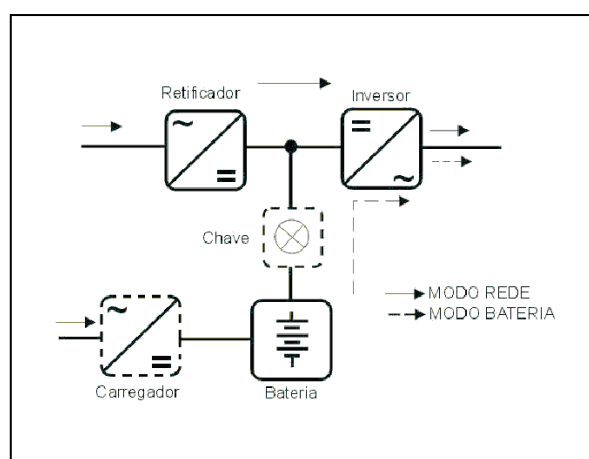 Retificador
Inversor
Chave
MODO REDE
MODO BATERIA
Carregador
Bateria